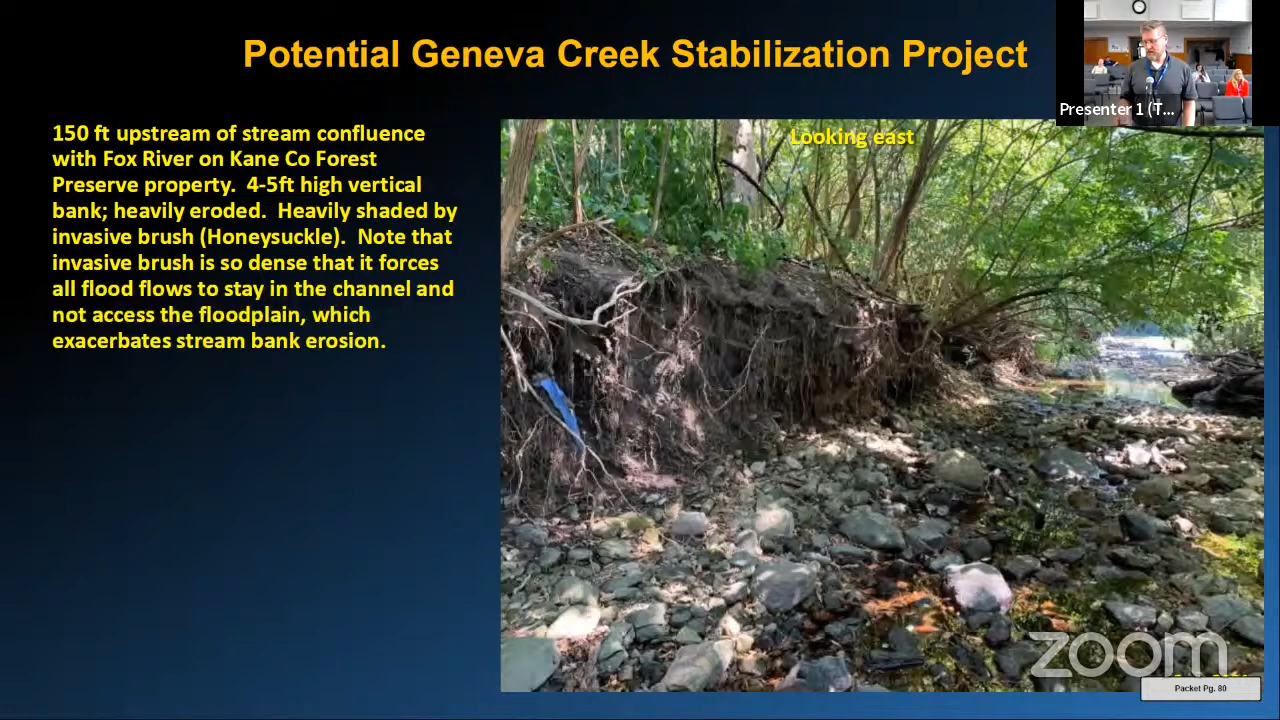 Potential Geneva Creek Stabilization Project
Presenter 1 (T...
150 ft upstream of stream confluence
with Fox River on Kane Co Forest
Preserve property.  4-5ft high vertical
bank; heavily eroded.  Heavily shaded by
invasive brush (Honeysuckle).  Note that
invasive brush is so dense that it forces
all flood flows to stay in the channel and
not access the floodplain, which
exacerbates stream bank erosion.
Looking east
zoom
Packet Pg. 80